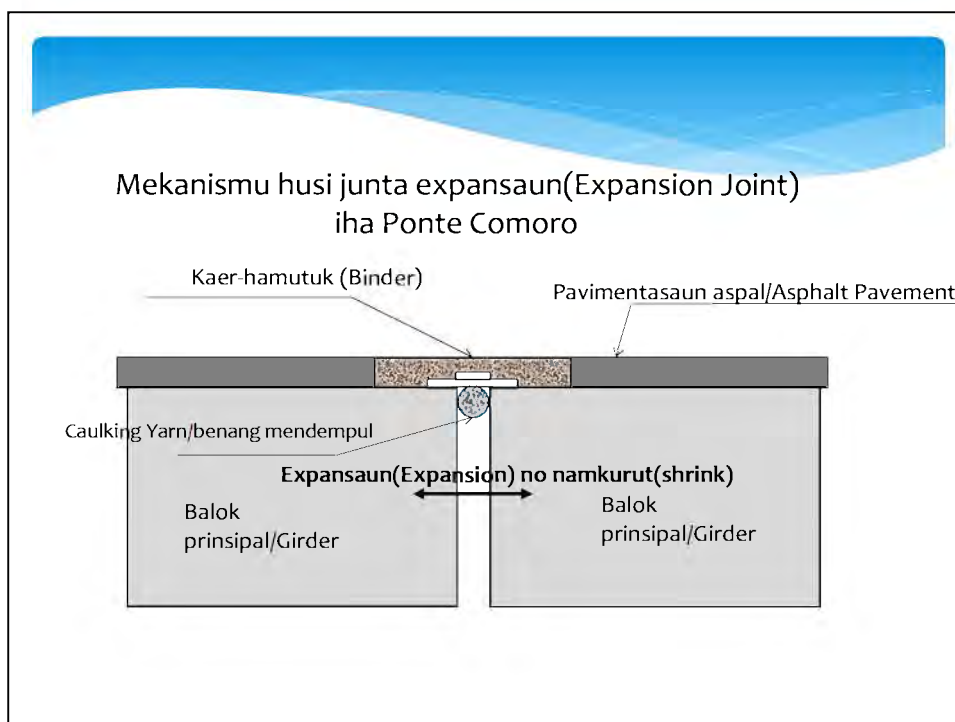 Mekanismu husi junta expansaun(Expansion Joint)
iha Ponte Comoro
Kaer-hamutuk (Binder)
Pavimentasaun aspal/Asphalt Pavement
Caulking Yarn/benang mendempul
Expansaun(Expansion) no namkurut(shrink)
Balok
prinsipal/Girder
Balok
prinsipal/Girder